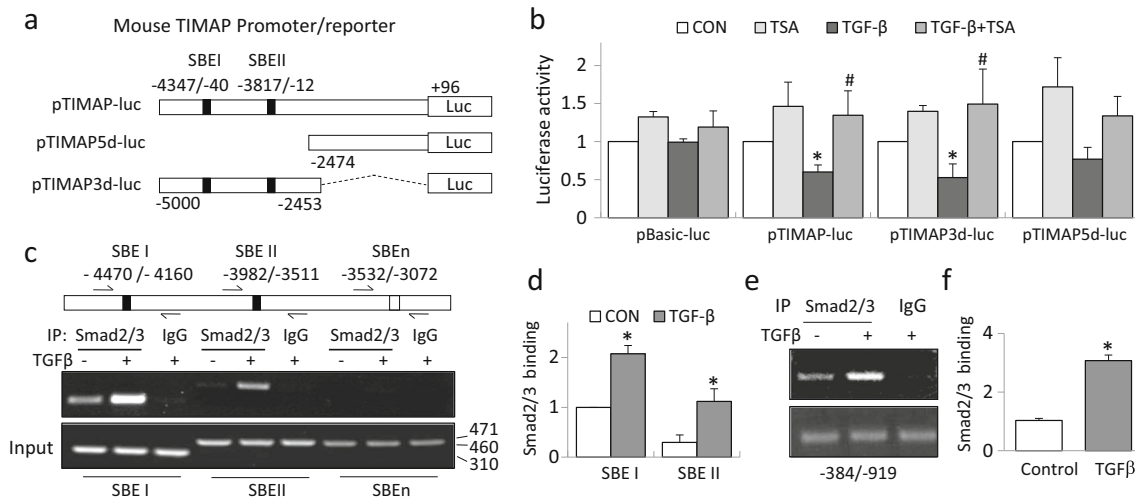 a
Mouse TIMAP Promoter/reporter
SBEI SBEII
-4347/-40 -3817/-12 +96
pTIMAP-luc Luc
pTIMAP5d-luc Luc
-2474
pTIMAP3d-luc Luc
-5000 -2453
b
CON TSA TGF-β TGF-β+TSA
Luciferase activity
2
1.5
1
0.5
0
* # * #
pBasic-luc pTIMAP-luc pTIMAP3d-luc pTIMAP5d-luc
c
SBE I SBE II SBEn
- 4470 /- 4160 -3982/-3511 -3532/-3072
IP: Smad2/3 IgG Smad2/3 IgG Smad2/3 IgG
TGFβ - + + - + + - + +
Input
471
460
310
SBE I SBEII SBEn
d
CON TGF-β
Smad2/3 binding
2
1
0
* *
SBE I SBE II
e
IP Smad2/3 IgG
TGFβ - + +
-384/-919
f
Smad2/3 binding
4
2
0
*
Control TGFβ